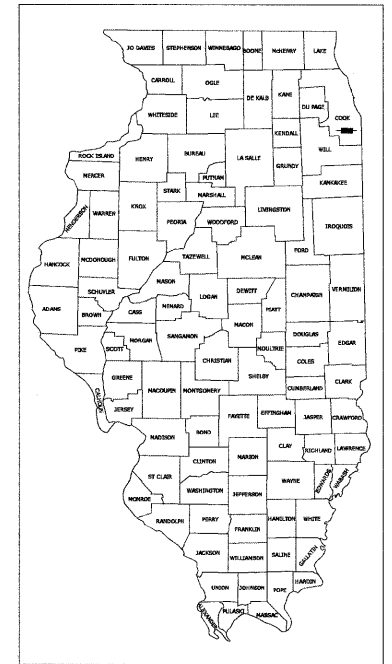 JO DAVIES STEPHENSON WINNEBAGO BOONE McHENRY LAKE
CARROLL OGLE DE KALB KANE DU PAGE COOK
WHITESIDE LEE KENDALL WILL
ROCK ISLAND HENRY BUREAU LA SALLE GRUNDY
MERCER PUTNAM KANKAKEE
HENDERSON WARREN KNOX STARK MARSHALL LIVINGSTON
PEORIA WOODFORD IROQUOIS
HANCOCK MCDONOUGH FULTON TAZEWELL MCLEAN FORD
MASON
SCHUYLER LOGAN DEWITT CHAMPAIGN VERMILION
ADAMS BROWN CASS MENARD PIATT
MACON
PIKE SCOTT MORGAN SANGAMON MOULTRIE DOUGLAS EDGAR
CHRISTIAN COLES
GREENE SHELBY
CALHOUN JERSEY MACOUPIN MONTGOMERY CUMBERLAND CLARK
FAYETTE EFFINGHAM JASPER CRAWFORD
MADISON BOND
CLINTON MARION CLAY RICHLAND LAWRENCE
ST CLAIR WAYNE EDWARDS WABASH
MONROE WASHINGTON JEFFERSON
RANDOLPH PERRY HAMILTON WHITE
FRANKLIN
JACKSON WILLIAMSON SALINE GALLATIN
UNION JOHNSON POPE HARDIN
ALEXANDER PULASKI MASSAC